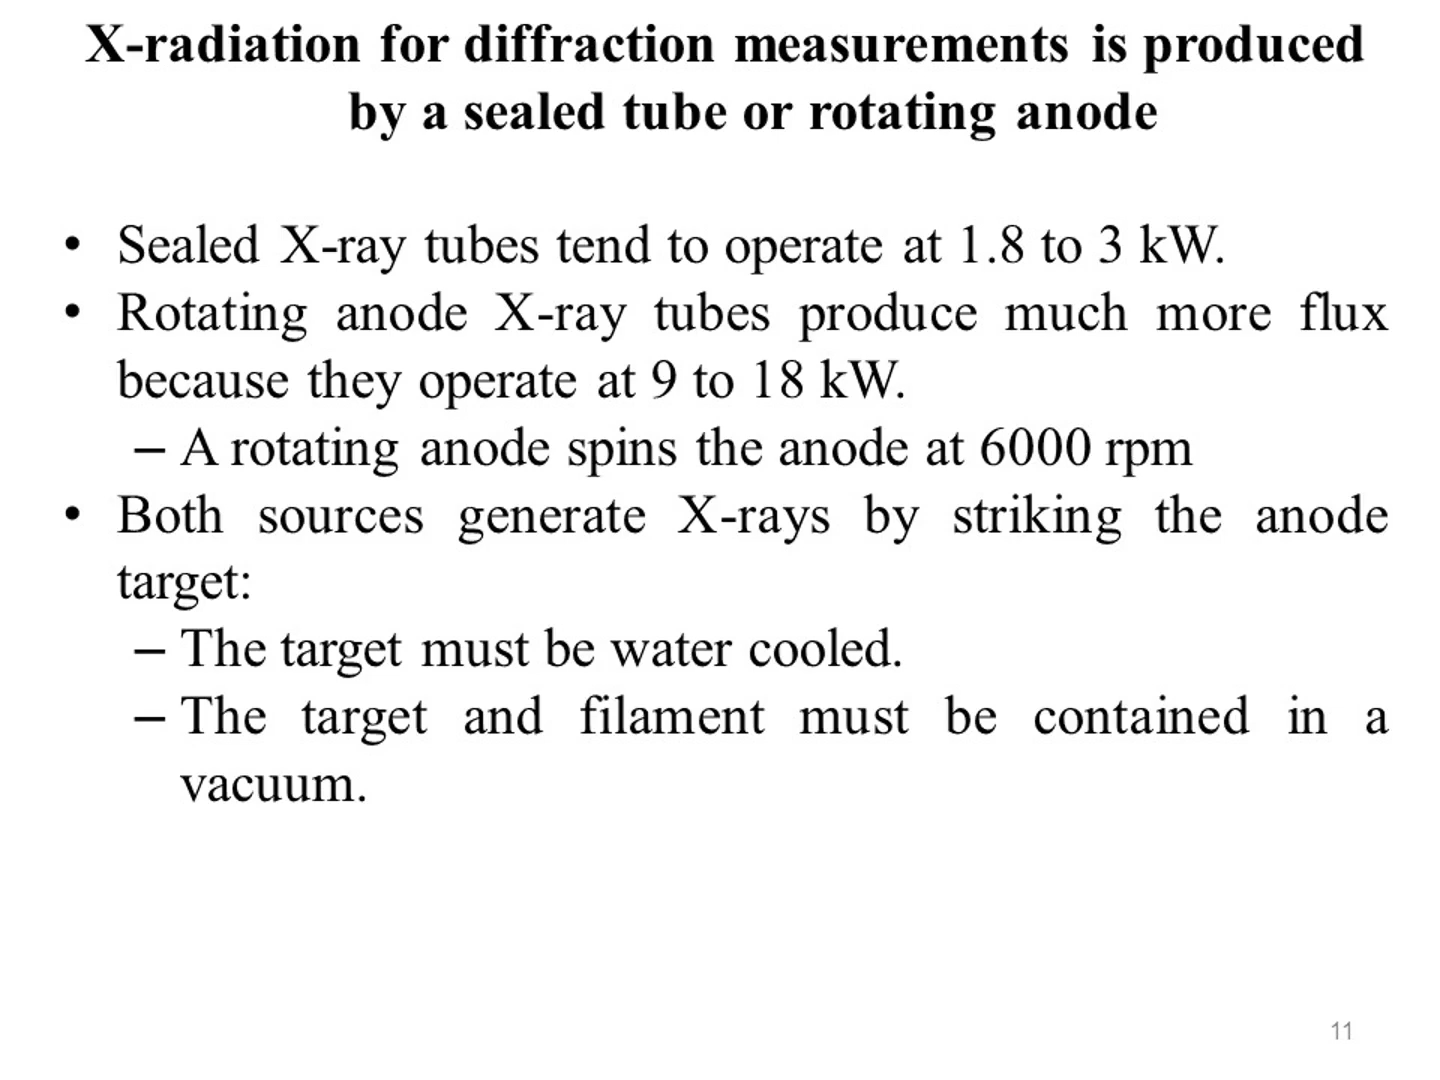 X-radiation for diffraction measurements is produced
by a sealed tube or rotating anode
• Sealed X-ray tubes tend to operate at 1.8 to 3 kW.
• Rotating anode X-ray tubes produce much more flux
because they operate at 9 to 18 kW.
– A rotating anode spins the anode at 6000 rpm
• Both sources generate X-rays by striking the anode
target:
– The target must be water cooled.
– The target and filament must be contained in a
vacuum.
11